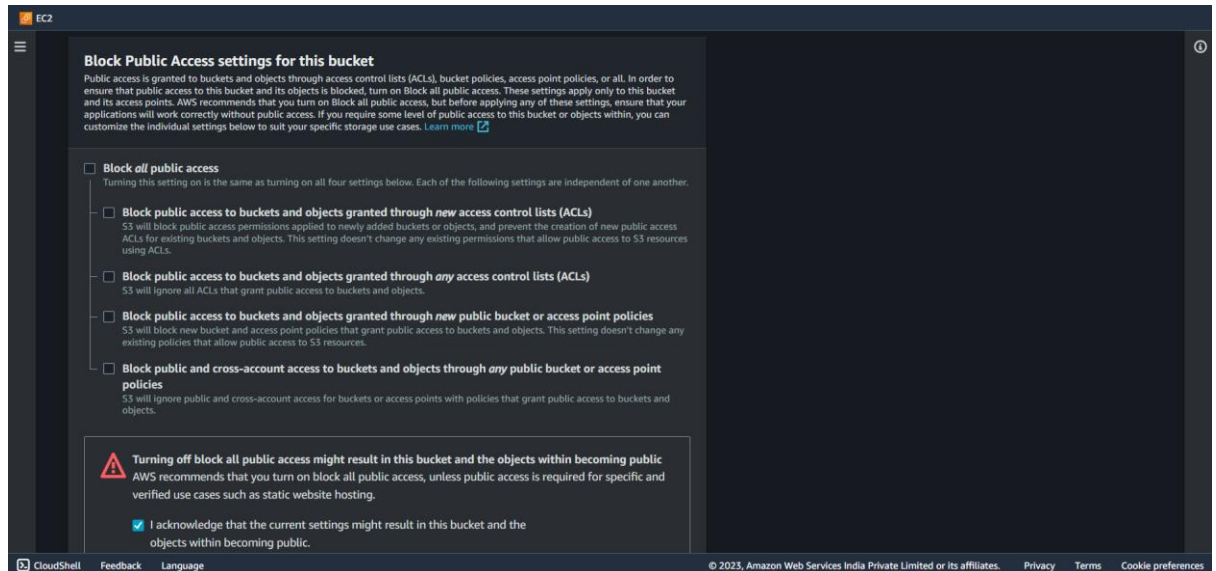 EC2
Block Public Access settings for this bucket
Public access is granted to buckets and objects through access control lists (ACLs), bucket policies, access point policies, or all. In order to
ensure that public access to this bucket and its objects is blocked, turn on Block all public access. These settings apply only to this bucket
and its access points. AWS recommends that you turn on Block all public access, but before applying any of these settings, ensure that your
applications will work correctly without public access. If you require some level of public access to this bucket or objects within, you can
customize the individual settings below to suit your specific storage use cases. Learn more
Block all public access
Turning this setting on is the same as turning on all four settings below. Each of the following settings are independent of one another.
Block public access to buckets and objects granted through new access control lists (ACLs)
S3 will block public access permissions applied to newly added buckets or objects, and prevent the creation of new public access
ACLs for existing buckets and objects. This setting doesn't change any existing permissions that allow public access to S3 resources
using ACLs.
Block public access to buckets and objects granted through any access control lists (ACLs)
S3 will ignore all ACLs that grant public access to buckets and objects.
Block public access to buckets and objects granted through new public bucket or access point policies
S3 will block new bucket and access point policies that grant public access to buckets and objects. This setting doesn't change any
existing policies that allow public access to S3 resources.
Block public and cross-account access to buckets and objects through any public bucket or access point
policies
S3 will ignore public and cross-account access for buckets or access points with policies that grant public access to buckets and
objects.
Turning off block all public access might result in this bucket and the objects within becoming public
AWS recommends that you turn on block all public access, unless public access is required for specific and
verified use cases such as static website hosting.
I acknowledge that the current settings might result in this bucket and the
objects within becoming public.
CloudShell Feedback Language © 2023, Amazon Web Services India Private Limited or its affiliates. Privacy Terms Cookie preferences